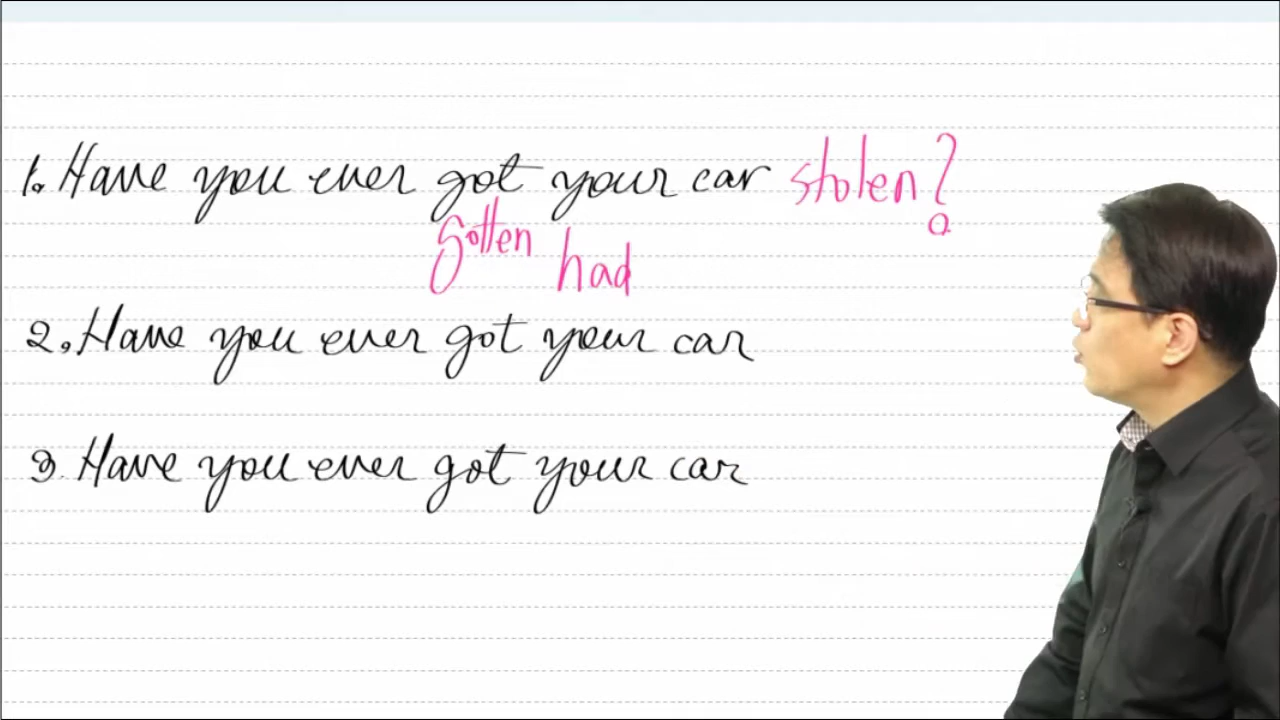 1. Have you ever got your car stolen?
gotten had
2. Have you ever got your car
3. Have you ever got your car